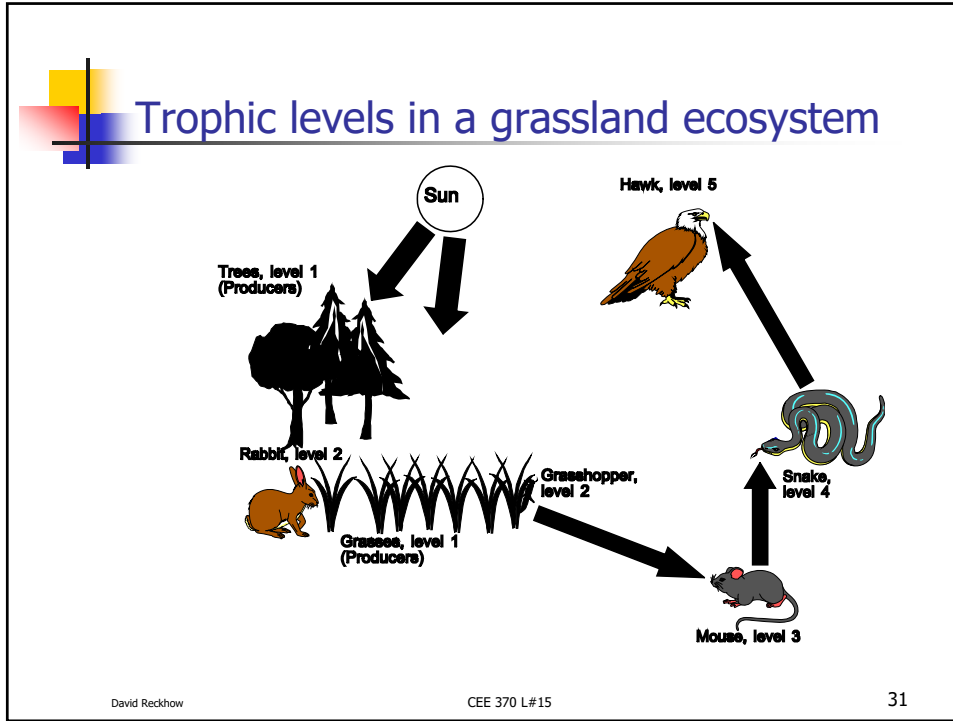 Trophic levels in a grassland ecosystem
Sun
Hawk, level 5
Trees, level 1
(Producers)
Rabbit, level 2
Grasshopper,
level 2
Snake,
level 4
Grasses, level 1
(Producers)
Mouse, level 3
David Reckhow
CEE 370 L#15
31